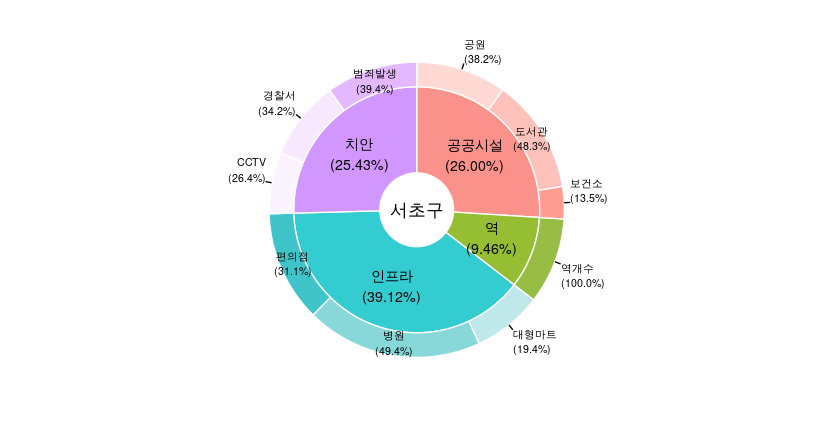 공원
(38.2%)
범죄발생
(39.4%)
경찰서
(34.2%)
도서관
(48.3%)
치안
(25.43%)
공공시설
(26.00%)
CCTV
(26.4%)
보건소
(13.5%)
서초구
역
(9.46%)
편의점
(31.1%)
인프라
(39.12%)
역개수
(100.0%)
병원
(49.4%)
대형마트
(19.4%)